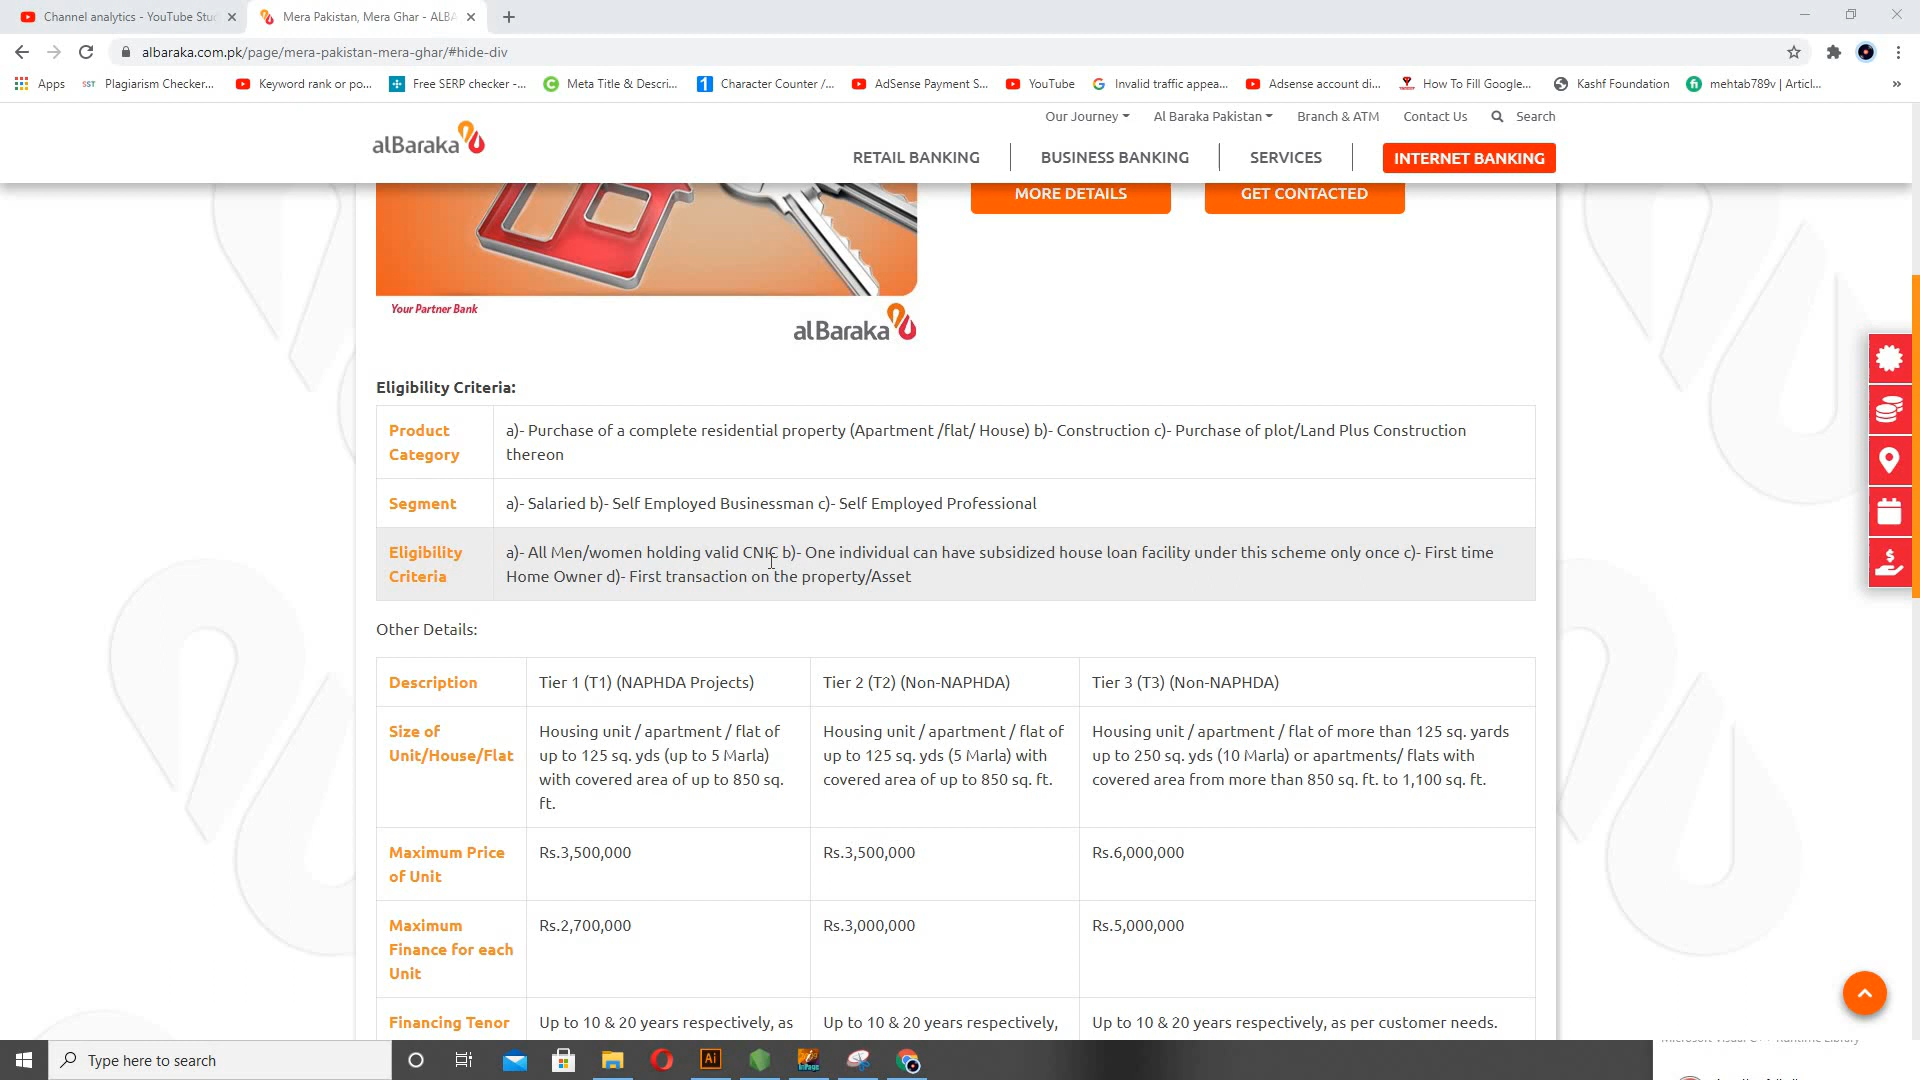 Channel analytics - YouTube Stu
Mera Pakistan, Mera Ghar - ALBA
albaraka.com.pk/page/mera-pakistan-mera-ghar/#hide-div
Apps
SST Plagiarism Checker...
Keyword rank or po...
Free SERP checker -...
Meta Title & Descri...
1 Character Counter /...
AdSense Payment S...
YouTube
Invalid traffic appea...
Adsense account di...
How To Fill Google...
Kashf Foundation
mehtab789v | Articl...
»
Our Journey
Al Baraka Pakistan
Branch & ATM
Contact Us
Search
alBaraka
RETAIL BANKING
BUSINESS BANKING
SERVICES
INTERNET BANKING
MORE DETAILS
GET CONTACTED
Your Partner Bank
alBaraka
Eligibility Criteria:
Product
Category
a)- Purchase of a complete residential property (Apartment /flat/ House) b)- Construction c)- Purchase of plot/Land Plus Construction
thereon
Segment
a)- Salaried b)- Self Employed Businessman c)- Self Employed Professional
Eligibility
Criteria
a)- All Men/women holding valid CNIC b)- One individual can have subsidized house loan facility under this scheme only once c)- First time
Home Owner d)- First transaction on the property/Asset
Other Details:
Description
Tier 1 (T1) (NAPHDA Projects)
Tier 2 (T2) (Non-NAPHDA)
Tier 3 (T3) (Non-NAPHDA)
Size of
Unit/House/Flat
Housing unit / apartment / flat of
up to 125 sq. yds (up to 5 Marla)
with covered area of up to 850 sq.
ft.
Housing unit / apartment / flat of
up to 125 sq. yds (5 Marla) with
covered area of up to 850 sq. ft.
Housing unit / apartment / flat of more than 125 sq. yards
up to 250 sq. yds (10 Marla) or apartments/ flats with
covered area from more than 850 sq. ft. to 1,100 sq. ft.
Maximum Price
of Unit
Rs.3,500,000
Rs.3,500,000
Rs.6,000,000
Maximum
Finance for each
Unit
Rs.2,700,000
Rs.3,000,000
Rs.5,000,000
Financing Tenor
Up to 10 & 20 years respectively, as
Up to 10 & 20 years respectively,
Up to 10 & 20 years respectively, as per customer needs.
Type here to search
Ai